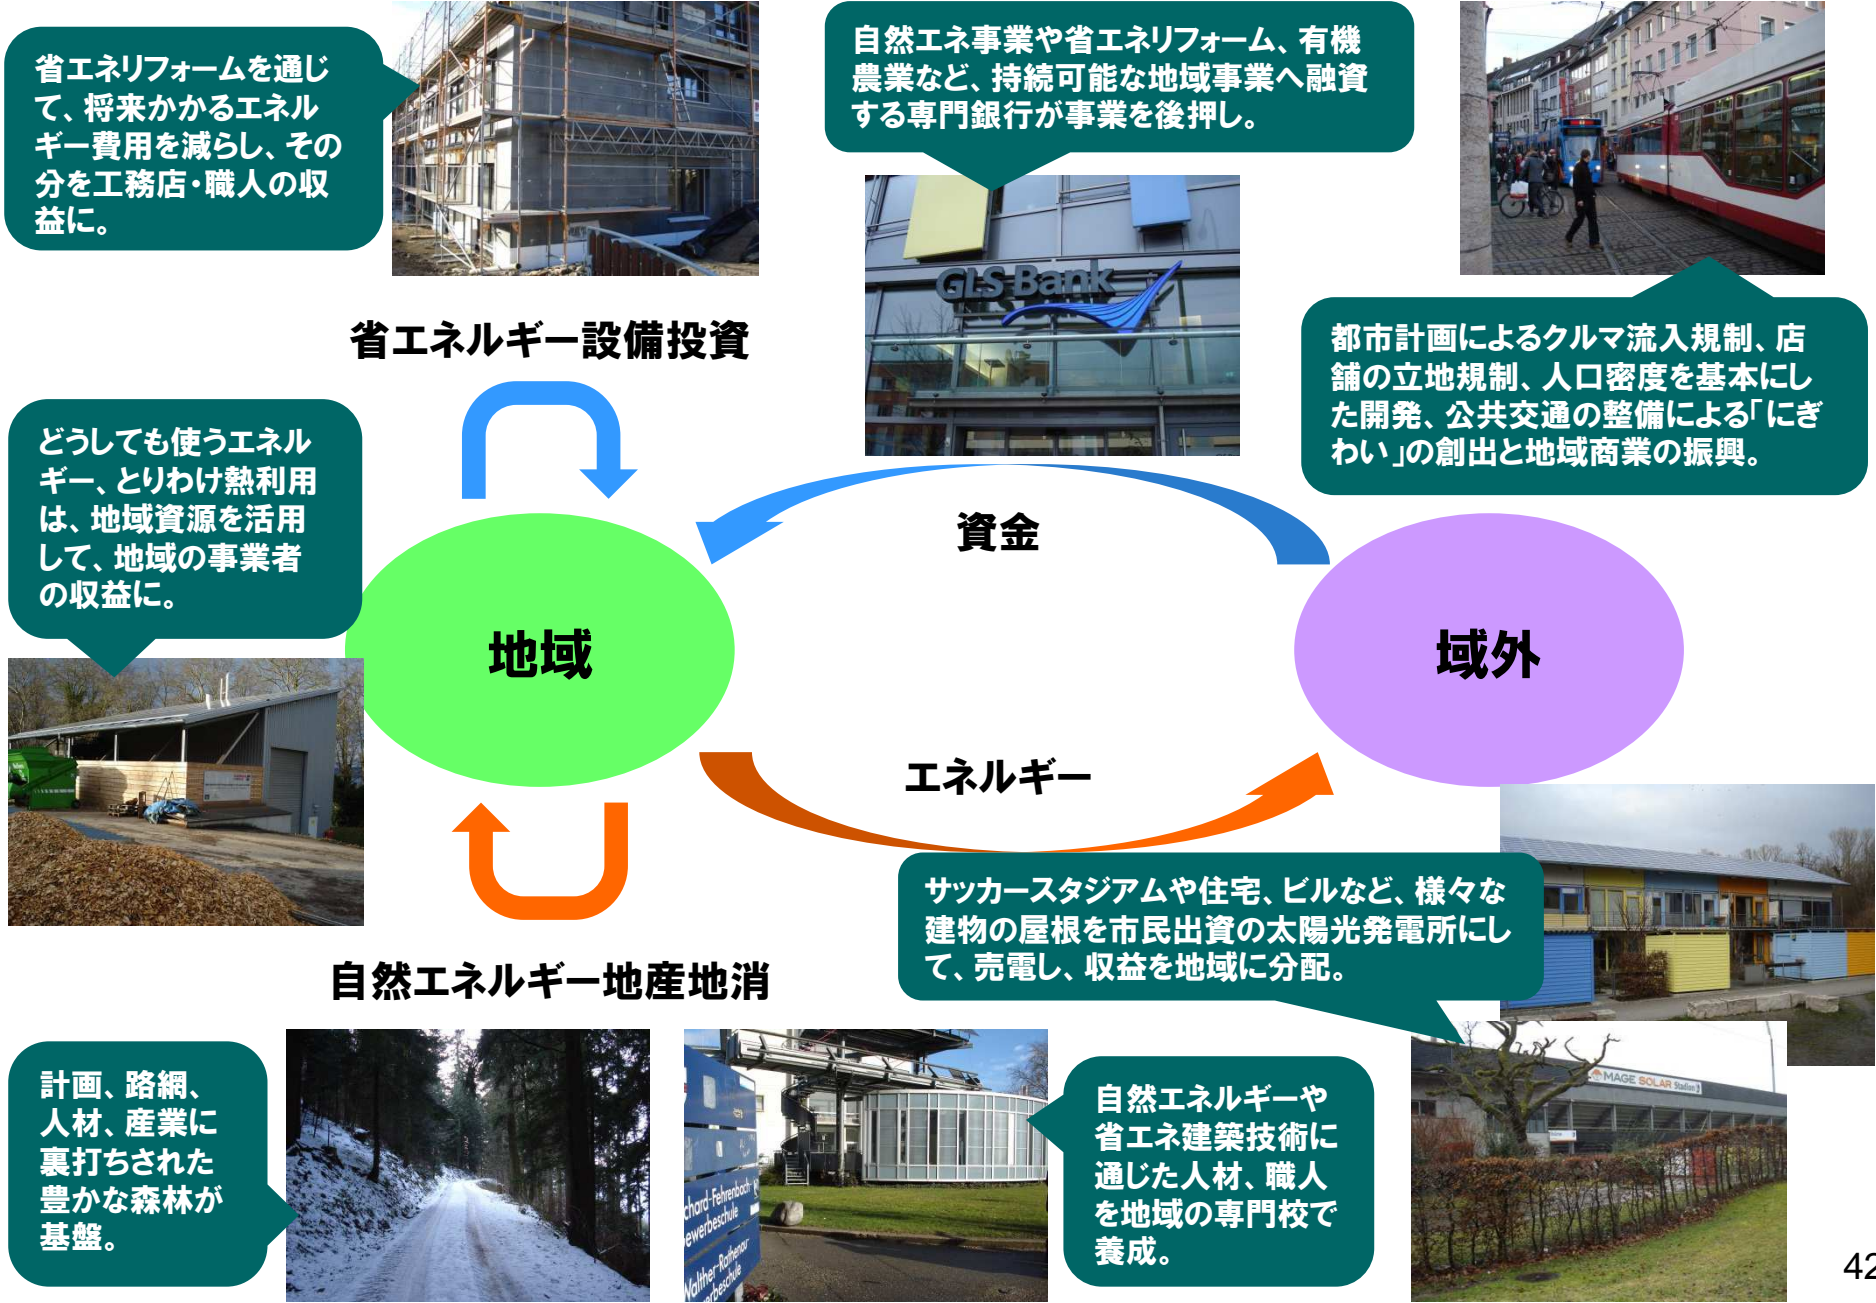 省エネリフォームを通じ
て、将来かかるエネル
ギー費用を減らし、その
分を工務店・職人の収
益に。
自然エネ事業や省エネリフォーム、有機
農業など、持続可能な地域事業へ融資
する専門銀行が事業を後押し。
GLS Bank
都市計画によるクルマ流入規制、店
舗の立地規制、人口密度を基本にし
た開発、公共交通の整備による「にぎ
わい」の創出と地域商業の振興。
省エネルギー設備投資
どうしても使うエネル
ギー、とりわけ熱利用
は、地域資源を活用
して、地域の事業者
の収益に。
資金
地域
域外
エネルギー
サッカースタジアムや住宅、ビルなど、様々な
建物の屋根を市民出資の太陽光発電所にし
て、売電し、収益を地域に分配。
自然エネルギー地産地消
計画、路網、
人材、産業に
裏打ちされた
豊かな森林が
基盤。
chard-Fehrenbach-
ewerbeschule
Walther-Rathenau-
erbeschule
自然エネルギーや
省エネ建築技術に
通じた人材、職人
を地域の専門校で
養成。
MAGE SOLAR Stadion
42